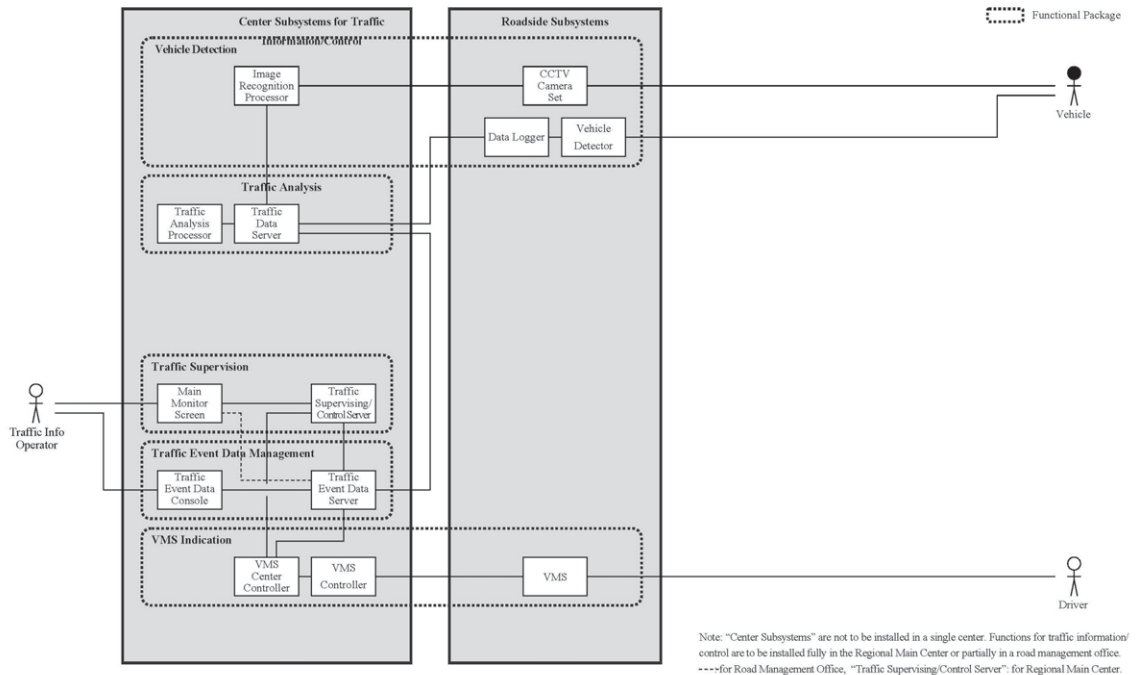 Center Subsystems for Traffic
Information/Control
Roadside Subsystems
Functional Package
Vehicle Detection
Image
Recognition
Processor
CCTV
Camera
Set
Vehicle
Data Logger
Vehicle
Detector
Traffic Analysis
Traffic
Analysis
Processor
Traffic
Data
Server
Traffic Supervision
Main
Monitor
Screen
Traffic
Supervising/
Control Server
Traffic Info
Operator
Traffic Event Data Management
Traffic
Event Data
Console
Traffic
Event Data
Server
VMS Indication
VMS
Center
Controller
VMS
Controller
VMS
Driver
Note: “Center Subsystems” are not to be installed in a single center. Functions for traffic information/
control are to be installed fully in the Regional Main Center or partially in a road management office.
---->for Road Management Office, “Traffic Supervising/Control Server”: for Regional Main Center.